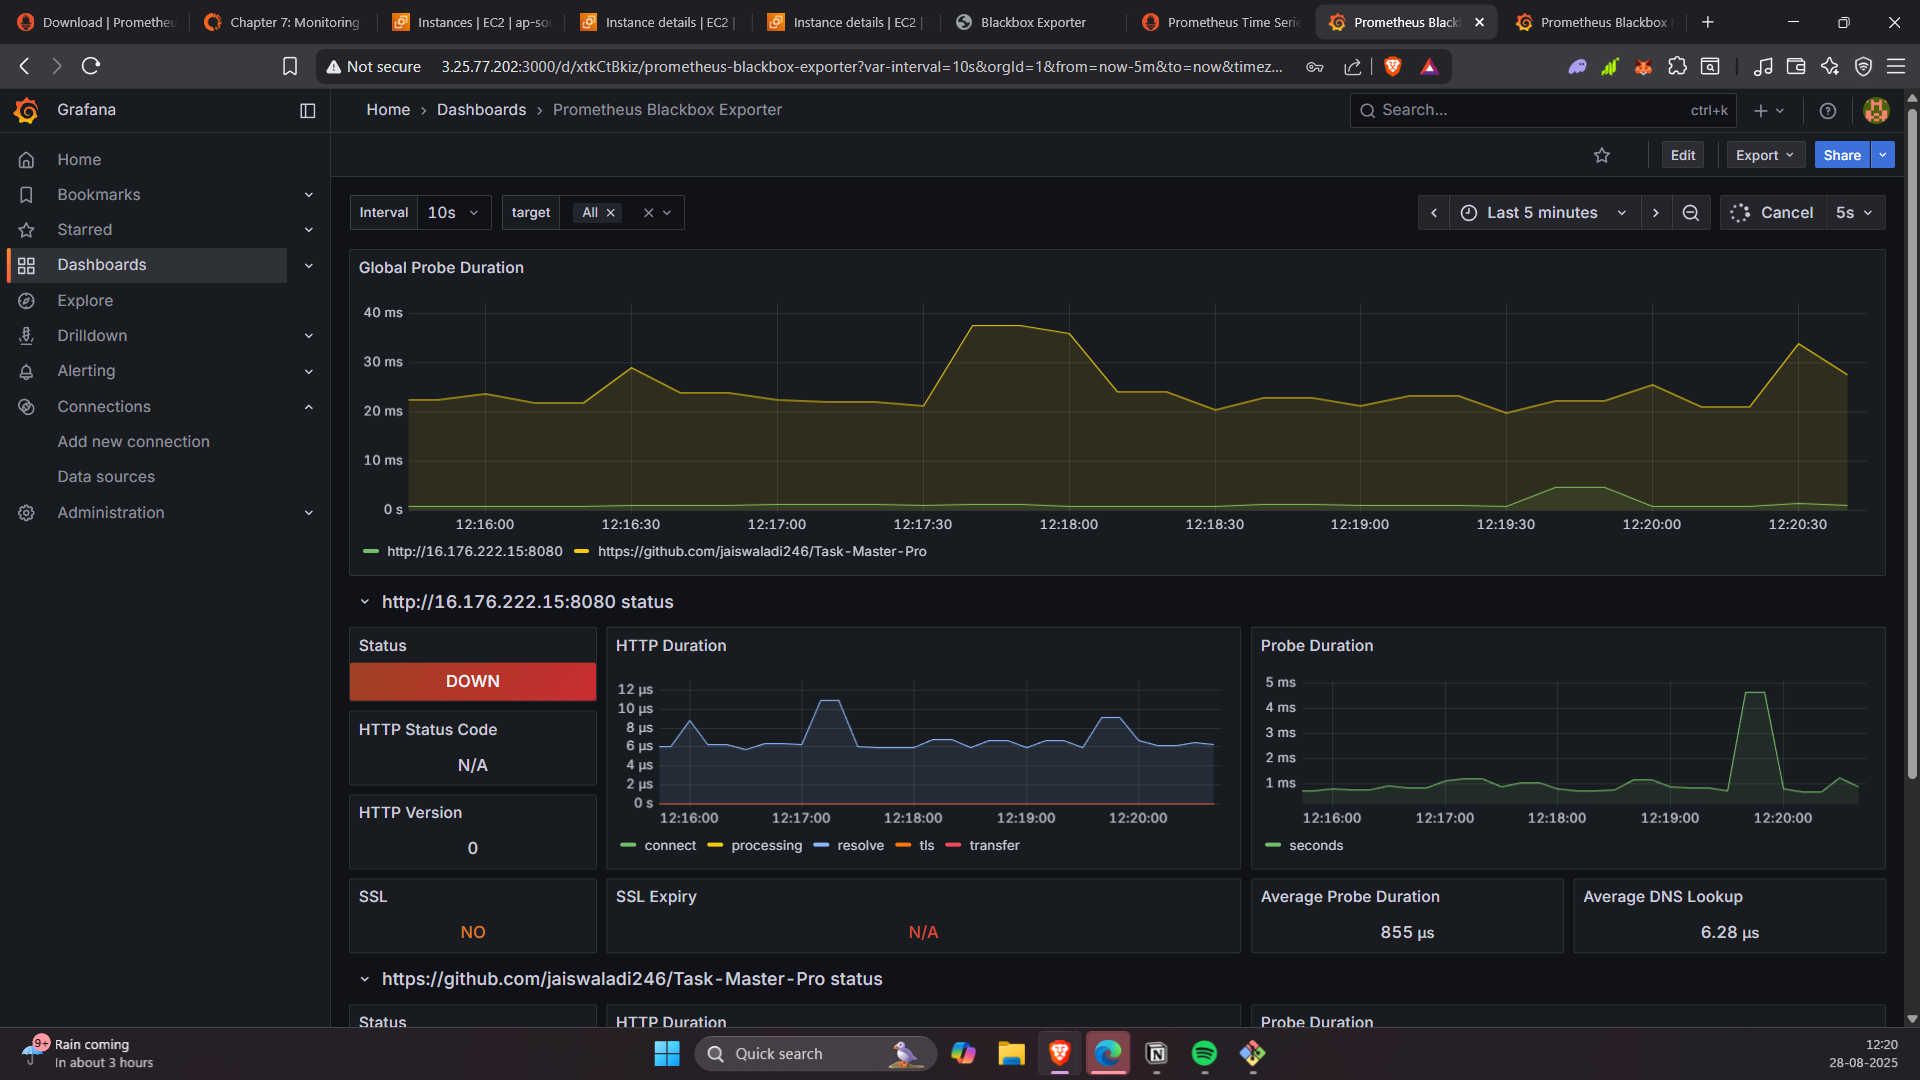 Download | Prometheu
Chapter 7: Monitoring
Instances | EC2 | ap-sou
Instance details | EC2 |
Instance details | EC2 |
Blackbox Exporter
Prometheus Time Serie
Prometheus Black
Prometheus Blackbox E
Not secure
3.25.77.202:3000/d/xtkCtBkiz/prometheus-blackbox-exporter?var-interval=10s&orgId=1&from=now-5m&to=now&timez...
Grafana
Home › Dashboards › Prometheus Blackbox Exporter
Search...
ctrl+k
Home
Bookmarks
Starred
Dashboards
Explore
Drilldown
Alerting
Connections
Add new connection
Data sources
Administration
Edit
Export
Share
Interval
10s
target
All
Last 5 minutes
Cancel
5s
Global Probe Duration
40 ms
30 ms
20 ms
10 ms
0 s
12:16:00 12:16:30 12:17:00 12:17:30 12:18:00 12:18:30 12:19:00 12:19:30 12:20:00 12:20:30
http://16.176.222.15:8080 https://github.com/jaiswaladi246/Task-Master-Pro
http://16.176.222.15:8080 status
Status
DOWN
HTTP Status Code
N/A
HTTP Version
0
HTTP Duration
12 µs
10 µs
8 µs
6 µs
4 µs
2 µs
0 s
12:16:00 12:17:00 12:18:00 12:19:00 12:20:00
connect processing resolve tls transfer
Probe Duration
5 ms
4 ms
3 ms
2 ms
1 ms
12:16:00 12:17:00 12:18:00 12:19:00 12:20:00
seconds
SSL
NO
SSL Expiry
N/A
Average Probe Duration
855 µs
Average DNS Lookup
6.28 µs
https://github.com/jaiswaladi246/Task-Master-Pro status
Status
HTTP Duration
Probe Duration
9+
Rain coming
In about 3 hours
Quick search
12:20
28-08-2025